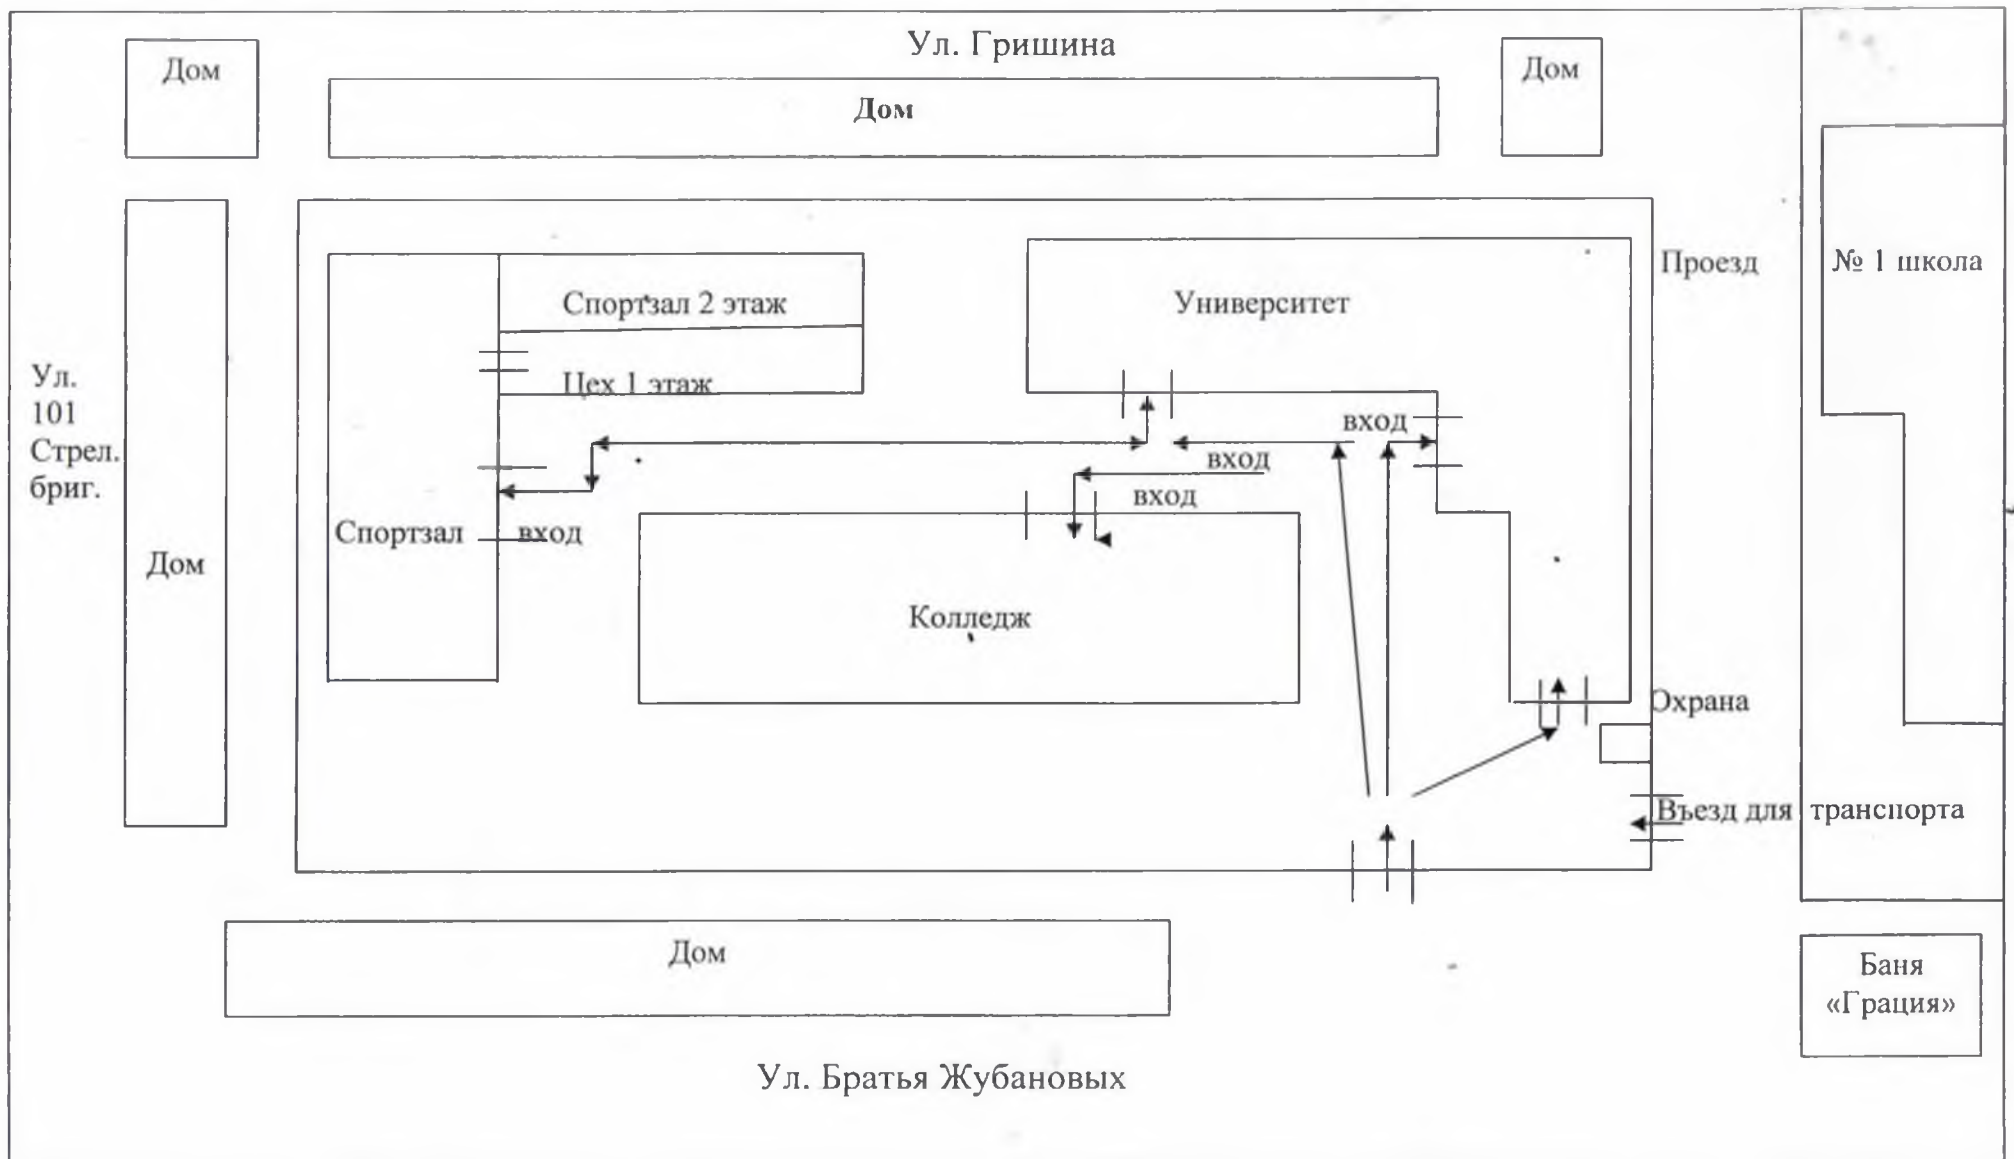 Ул. Гришина
Дом
Дом
Дом
Проезд
№ 1 школа
Спортзал 2 этаж
Университет
Цех 1 этаж
Ул.
101
Стрел.
бриг.
вход
вход
вход
Спортзал
вход
Дом
Колледж
Охрана
Въезд для транспорта
Дом
Баня
«Грация»
Ул. Братья Жубановых